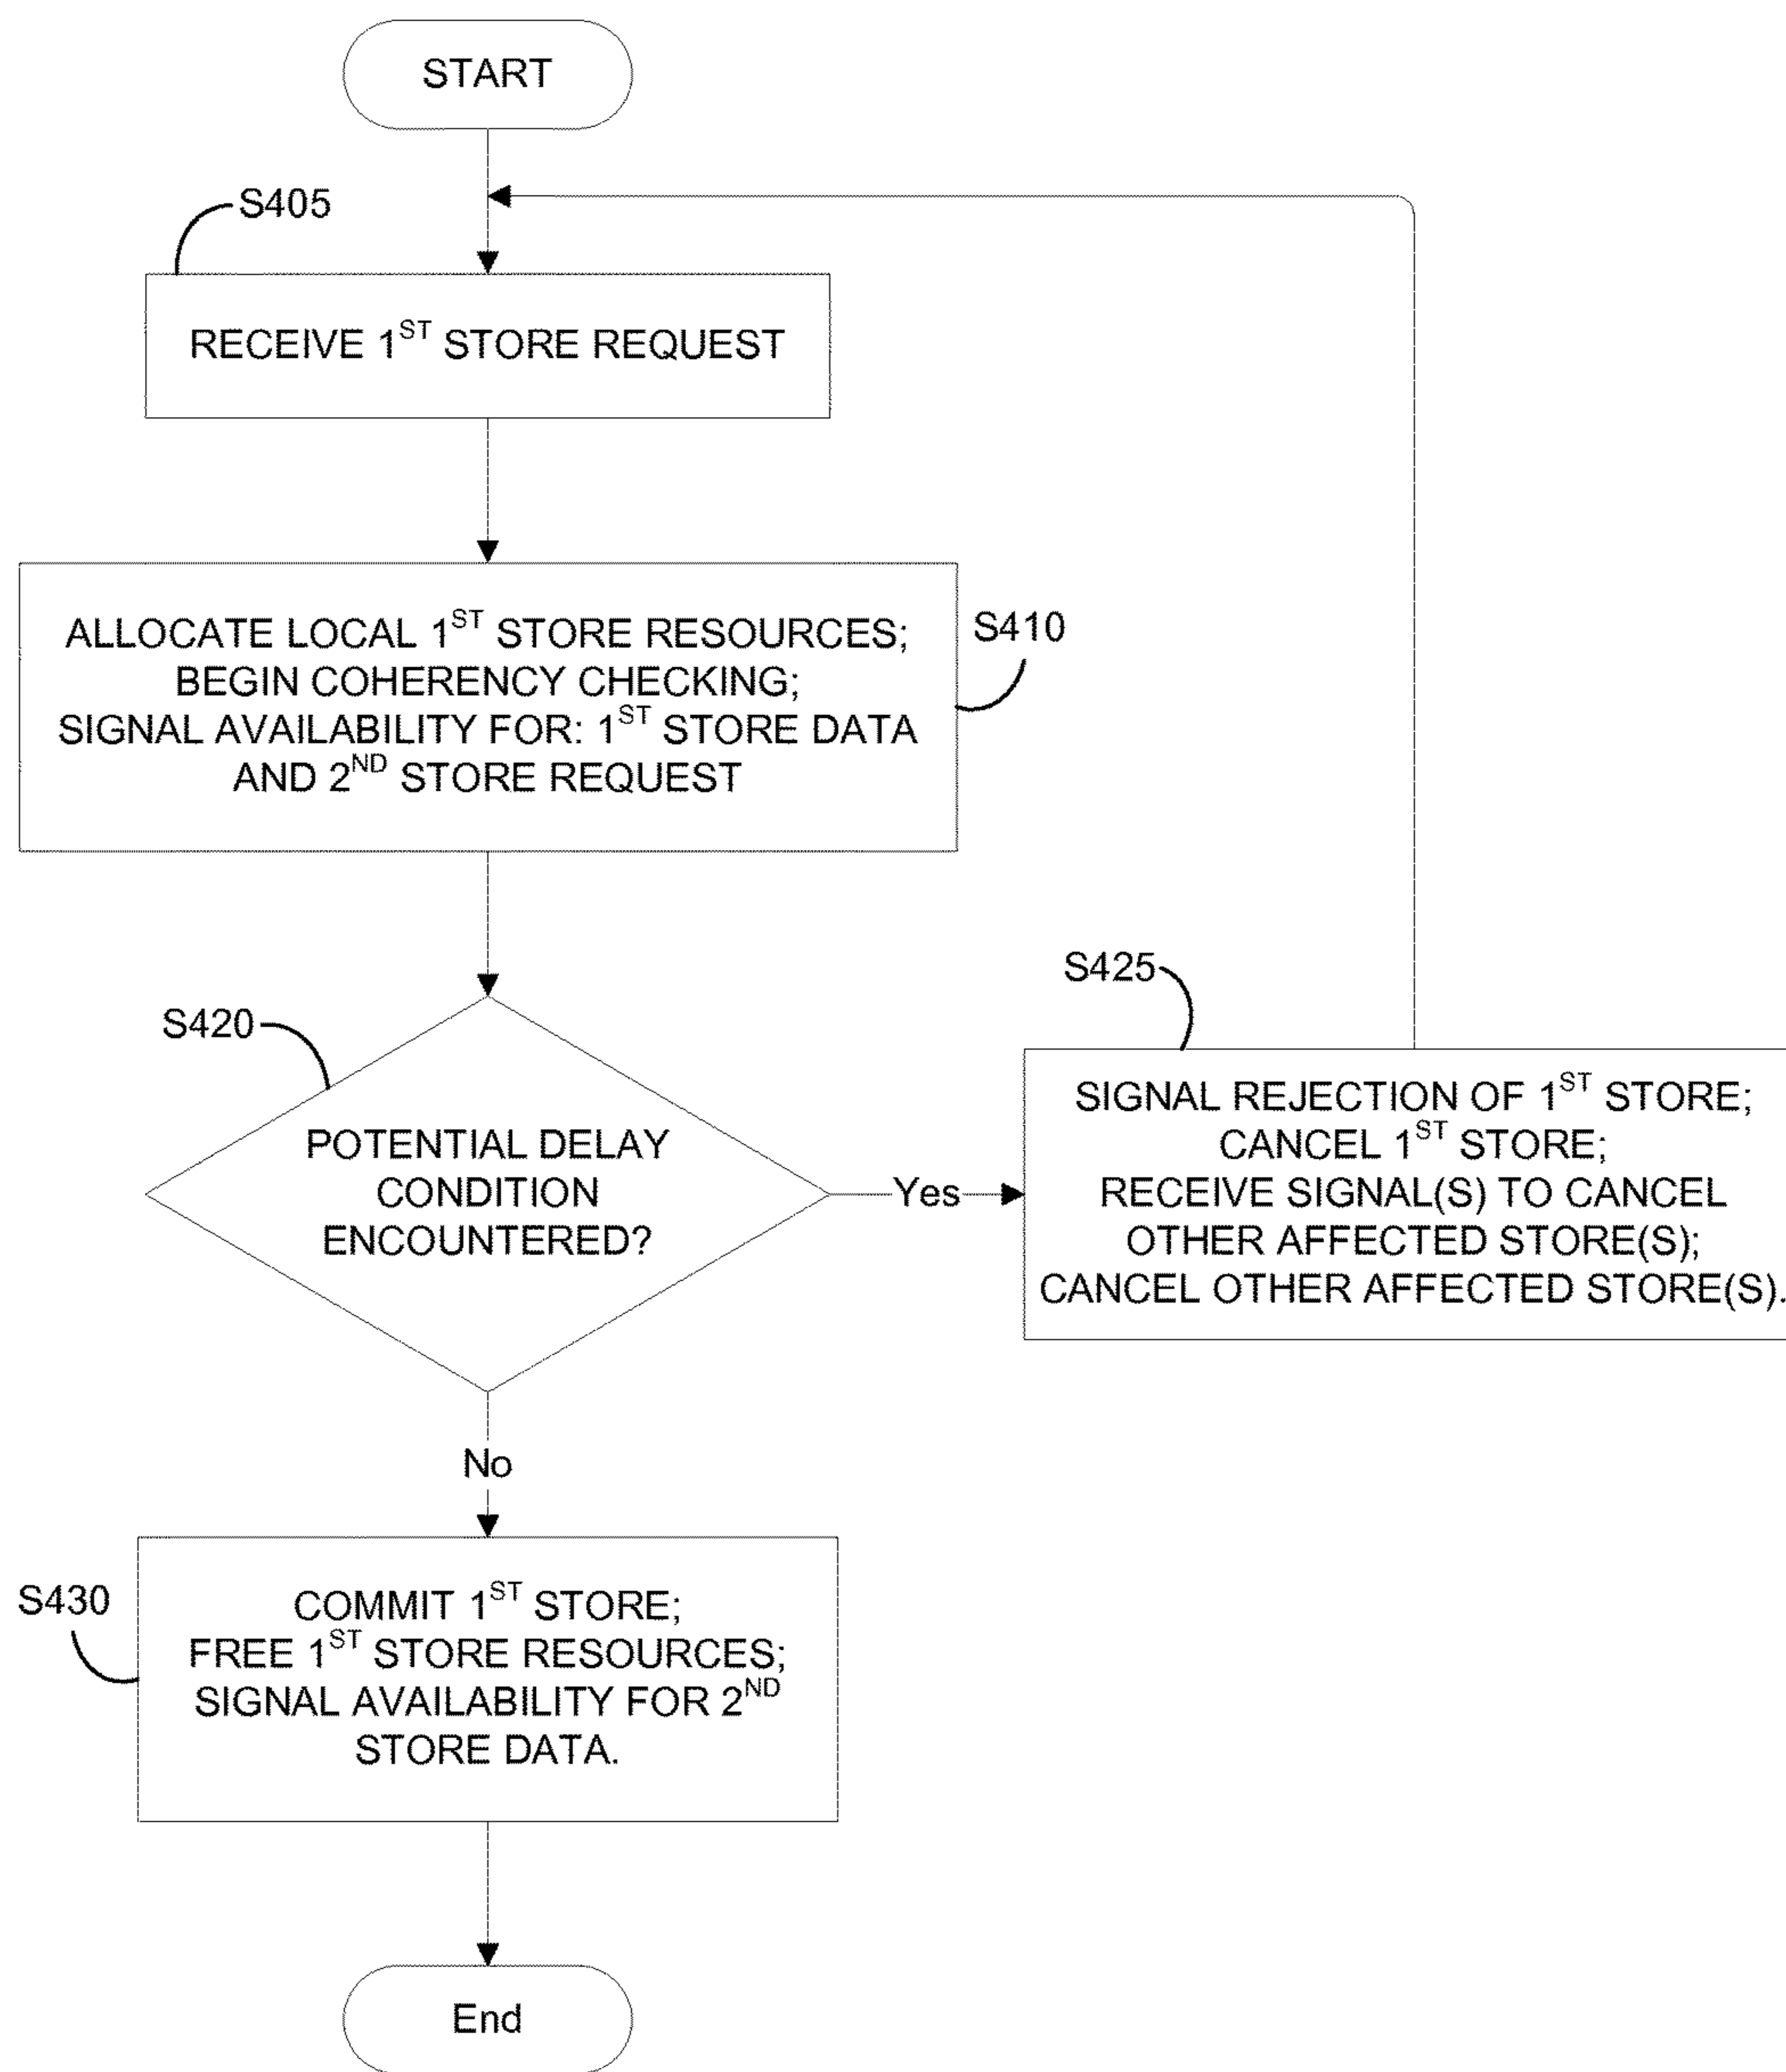 START
S405
RECEIVE 1ST STORE REQUEST
ALLOCATE LOCAL 1ST STORE RESOURCES;
BEGIN COHERENCY CHECKING;
SIGNAL AVAILABILITY FOR: 1ST STORE DATA
AND 2ND STORE REQUEST
S410
S420
POTENTIAL DELAY
CONDITION
ENCOUNTERED?
Yes
S425
SIGNAL REJECTION OF 1ST STORE;
CANCEL 1ST STORE;
RECEIVE SIGNAL(S) TO CANCEL
OTHER AFFECTED STORE(S);
CANCEL OTHER AFFECTED STORE(S).
No
S430
COMMIT 1ST STORE;
FREE 1ST STORE RESOURCES;
SIGNAL AVAILABILITY FOR 2ND
STORE DATA.
End